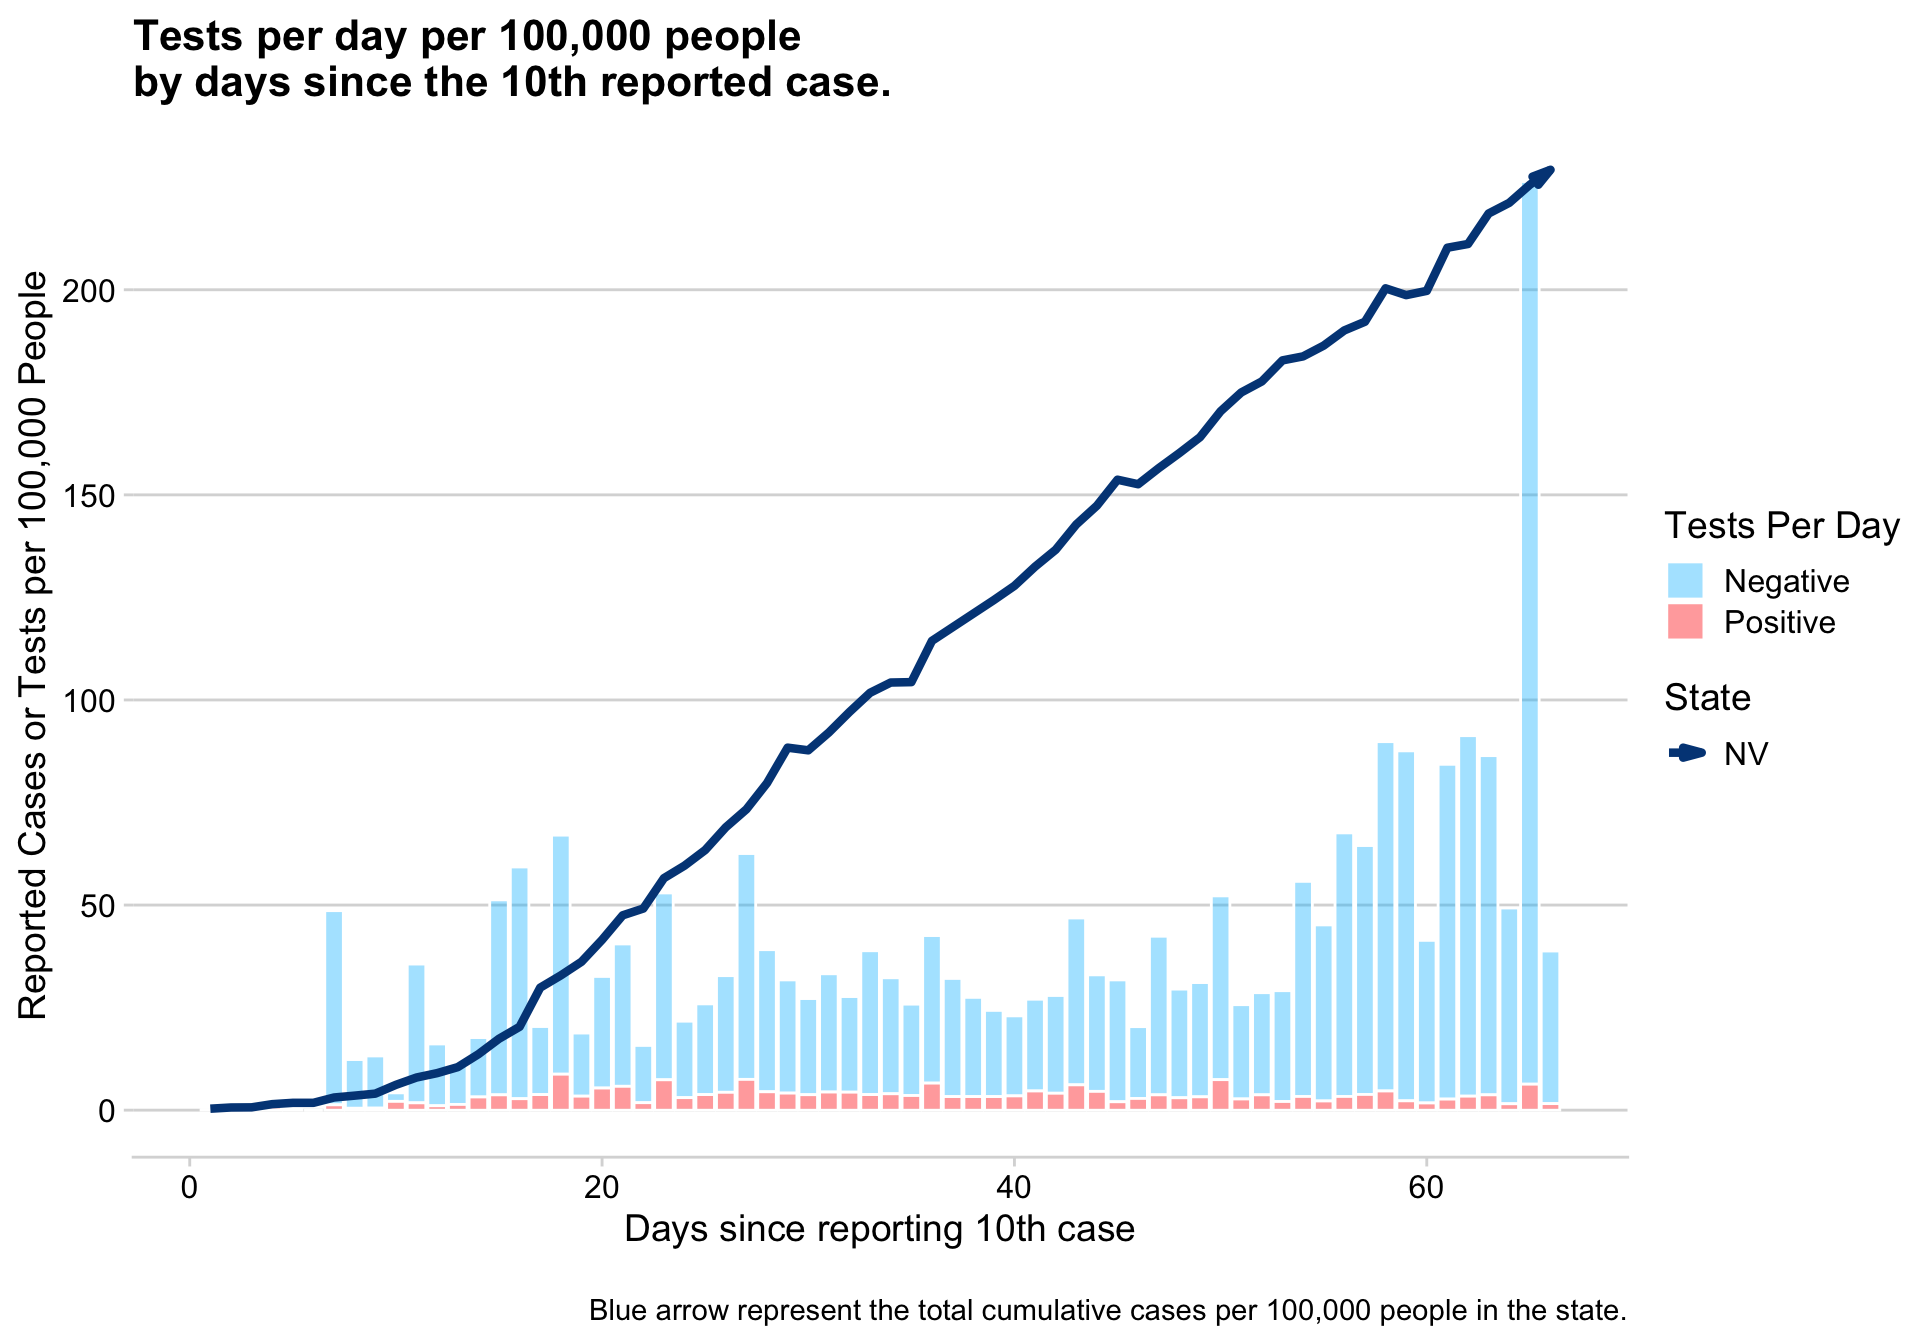 Tests per day per 100,000 people
by days since the 10th reported case.
Reported Cases or Tests per 100,000 People
200
150
100
50
0
0
20
40
60
Days since reporting 10th case
Tests Per Day
Negative
Positive
State
NV
Blue arrow represent the total cumulative cases per 100,000 people in the state.